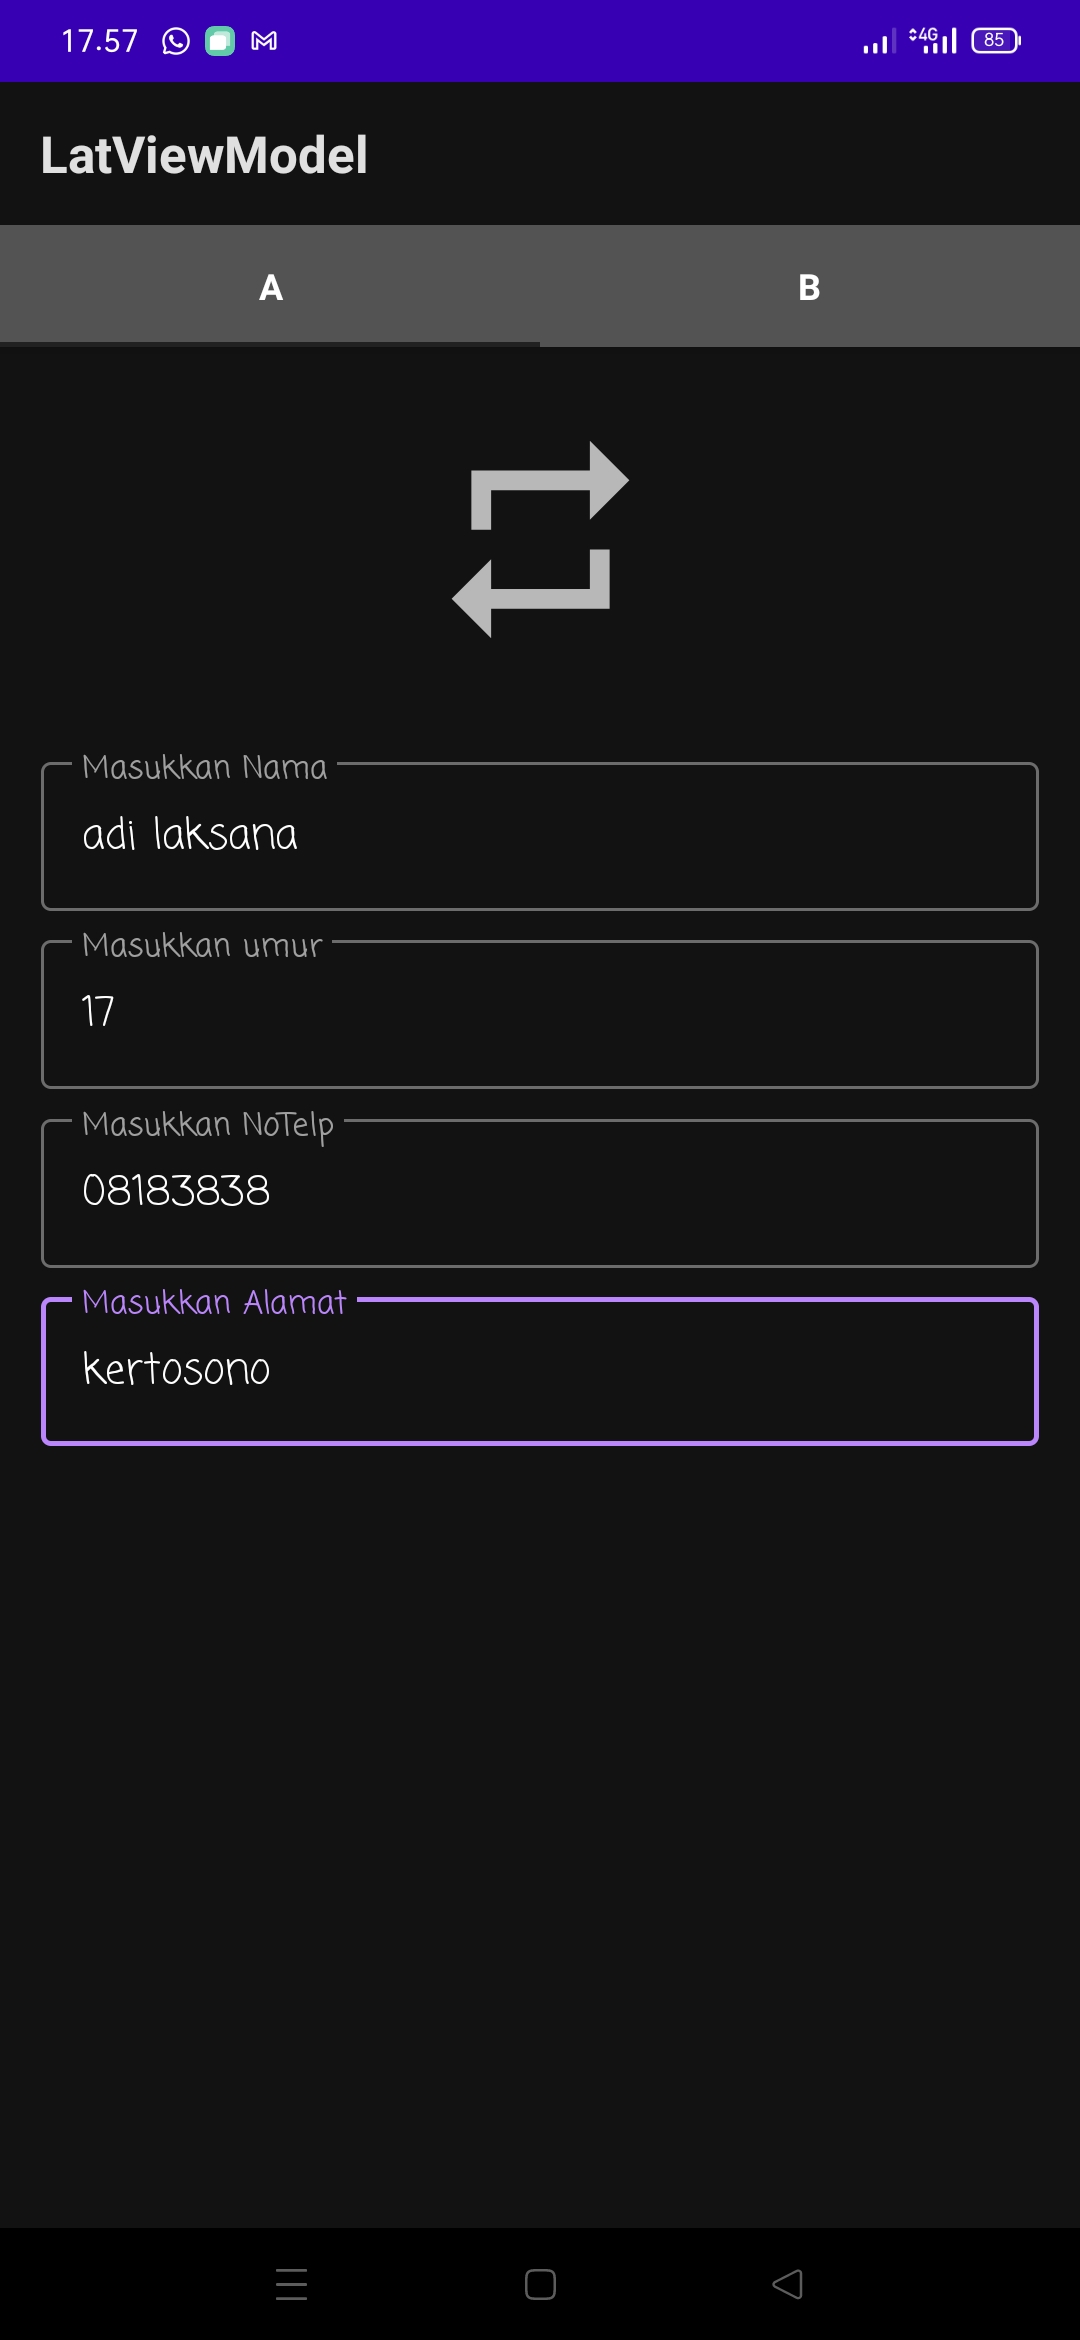 17.57 4G 85
LatViewModel
A B
Masukkan Nama
adi laksana
Masukkan umur
17
Masukkan NoTelp
08183838
Masukkan Alamat
kertosono